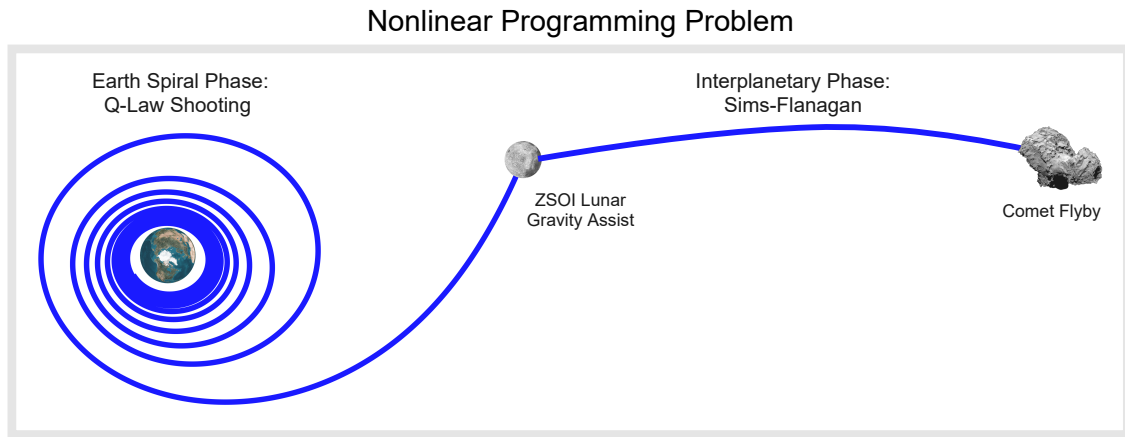 Nonlinear Programming Problem
Earth Spiral Phase:
Q-Law Shooting
Interplanetary Phase:
Sims-Flanagan
ZSOI Lunar
Gravity Assist
Comet Flyby